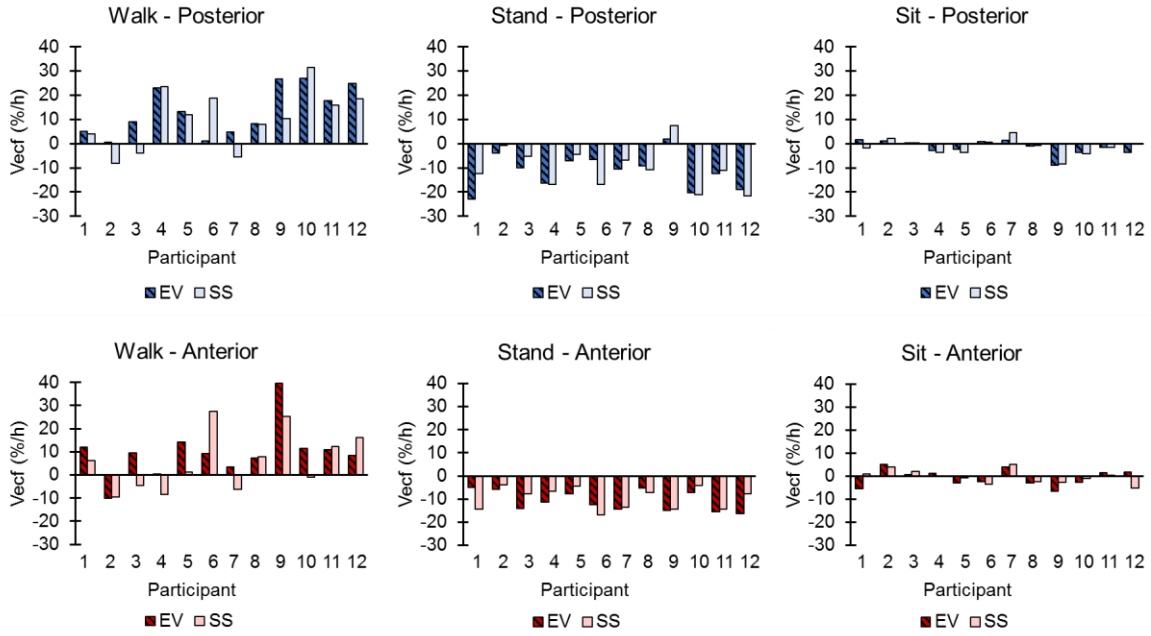 Walk - Posterior
Vecf (%/h)
40
30
20
10
0
-10
-20
-30
1 2 3 4 5 6 7 8 9 10 11 12
Participant
EV SS
Stand - Posterior
Vecf (%/h)
40
30
20
10
0
-10
-20
-30
1 2 3 4 5 6 7 8 9 10 11 12
Participant
EV SS
Sit - Posterior
Vecf (%/h)
40
30
20
10
0
-10
-20
-30
1 2 3 4 5 6 7 8 9 10 11 12
Participant
EV SS
Walk - Anterior
Vecf (%/h)
40
30
20
10
0
-10
-20
-30
1 2 3 4 5 6 7 8 9 10 11 12
Participant
EV SS
Stand - Anterior
Vecf (%/h)
40
30
20
10
0
-10
-20
-30
1 2 3 4 5 6 7 8 9 10 11 12
Participant
EV SS
Sit - Anterior
Vecf (%/h)
40
30
20
10
0
-10
-20
-30
1 2 3 4 5 6 7 8 9 10 11 12
Participant
EV SS